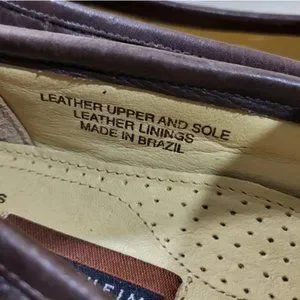 LEATHER UPPER AND SOLE
LEATHER LININGS
MADE IN BRAZIL